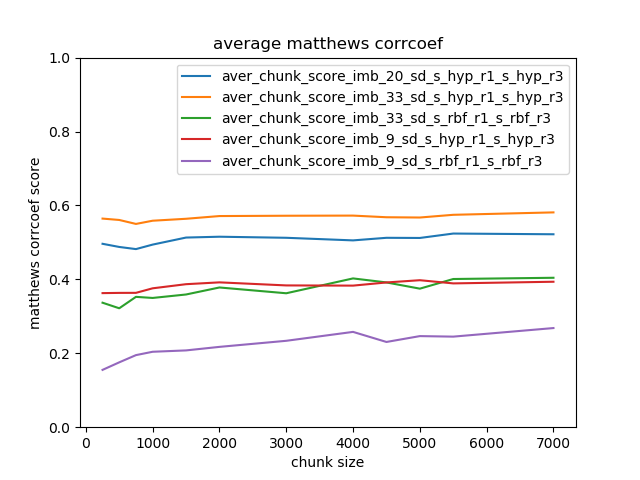 average matthews corrcoef
aver_chunk_score_imb_20_sd_s_hyp_r1_s_hyp_r3
aver_chunk_score_imb_33_sd_s_hyp_r1_s_hyp_r3
aver_chunk_score_imb_33_sd_s_rbf_r1_s_rbf_r3
aver_chunk_score_imb_9_sd_s_hyp_r1_s_hyp_r3
aver_chunk_score_imb_9_sd_s_rbf_r1_s_rbf_r3
matthews corrcoef score
1.0
0.8
0.6
0.4
0.2
0.0
0 1000 2000 3000 4000 5000 6000 7000
chunk size